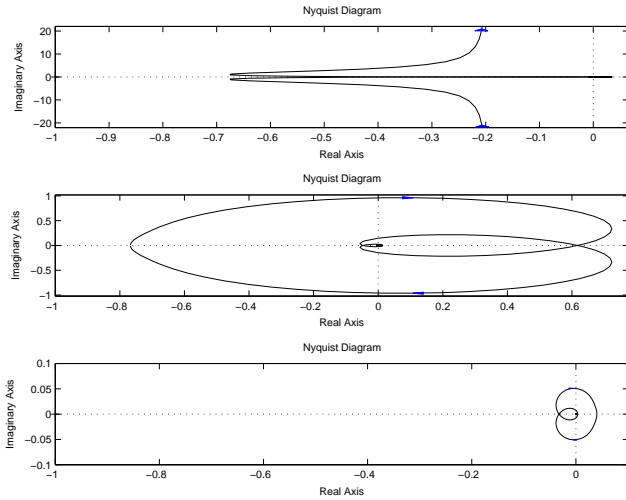 Nyquist Diagram
20
10
0
−10
−20
Imaginary Axis
−1 −0.9 −0.8 −0.7 −0.6 −0.5 −0.4 −0.3 −0.2 −0.1 0
Real Axis
Nyquist Diagram
1
0.5
0
−0.5
−1
Imaginary Axis
−1 −0.8 −0.6 −0.4 −0.2 0 0.2 0.4 0.6
Real Axis
Nyquist Diagram
0.1
0.05
0
−0.05
−0.1
Imaginary Axis
−1 −0.8 −0.6 −0.4 −0.2 0
Real Axis